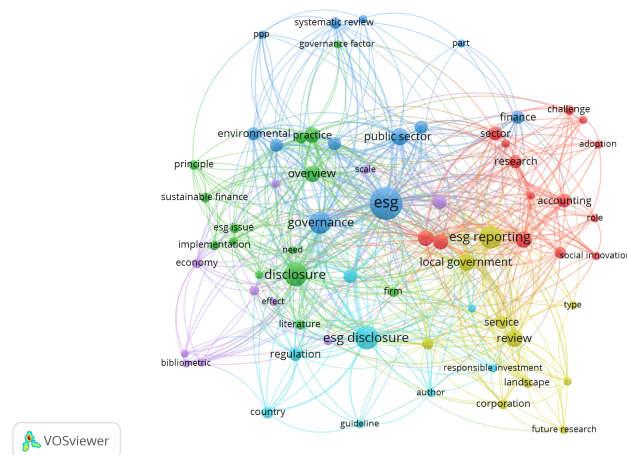 systematic review
ppp
governance factor
part
challenge
finance
environmental
practice
public sector
sector
adoption
research
principle
overview
scale
sustainable finance
esg
accounting
governance
role
esg issue
esg reporting
implementation
need
local government
social innovation
economy
disclosure
firm
effect
type
literature
service
esg disclosure
review
regulation
bibliometric
responsible investment
landscape
author
corporation
country
guideline
future research
VOSviewer